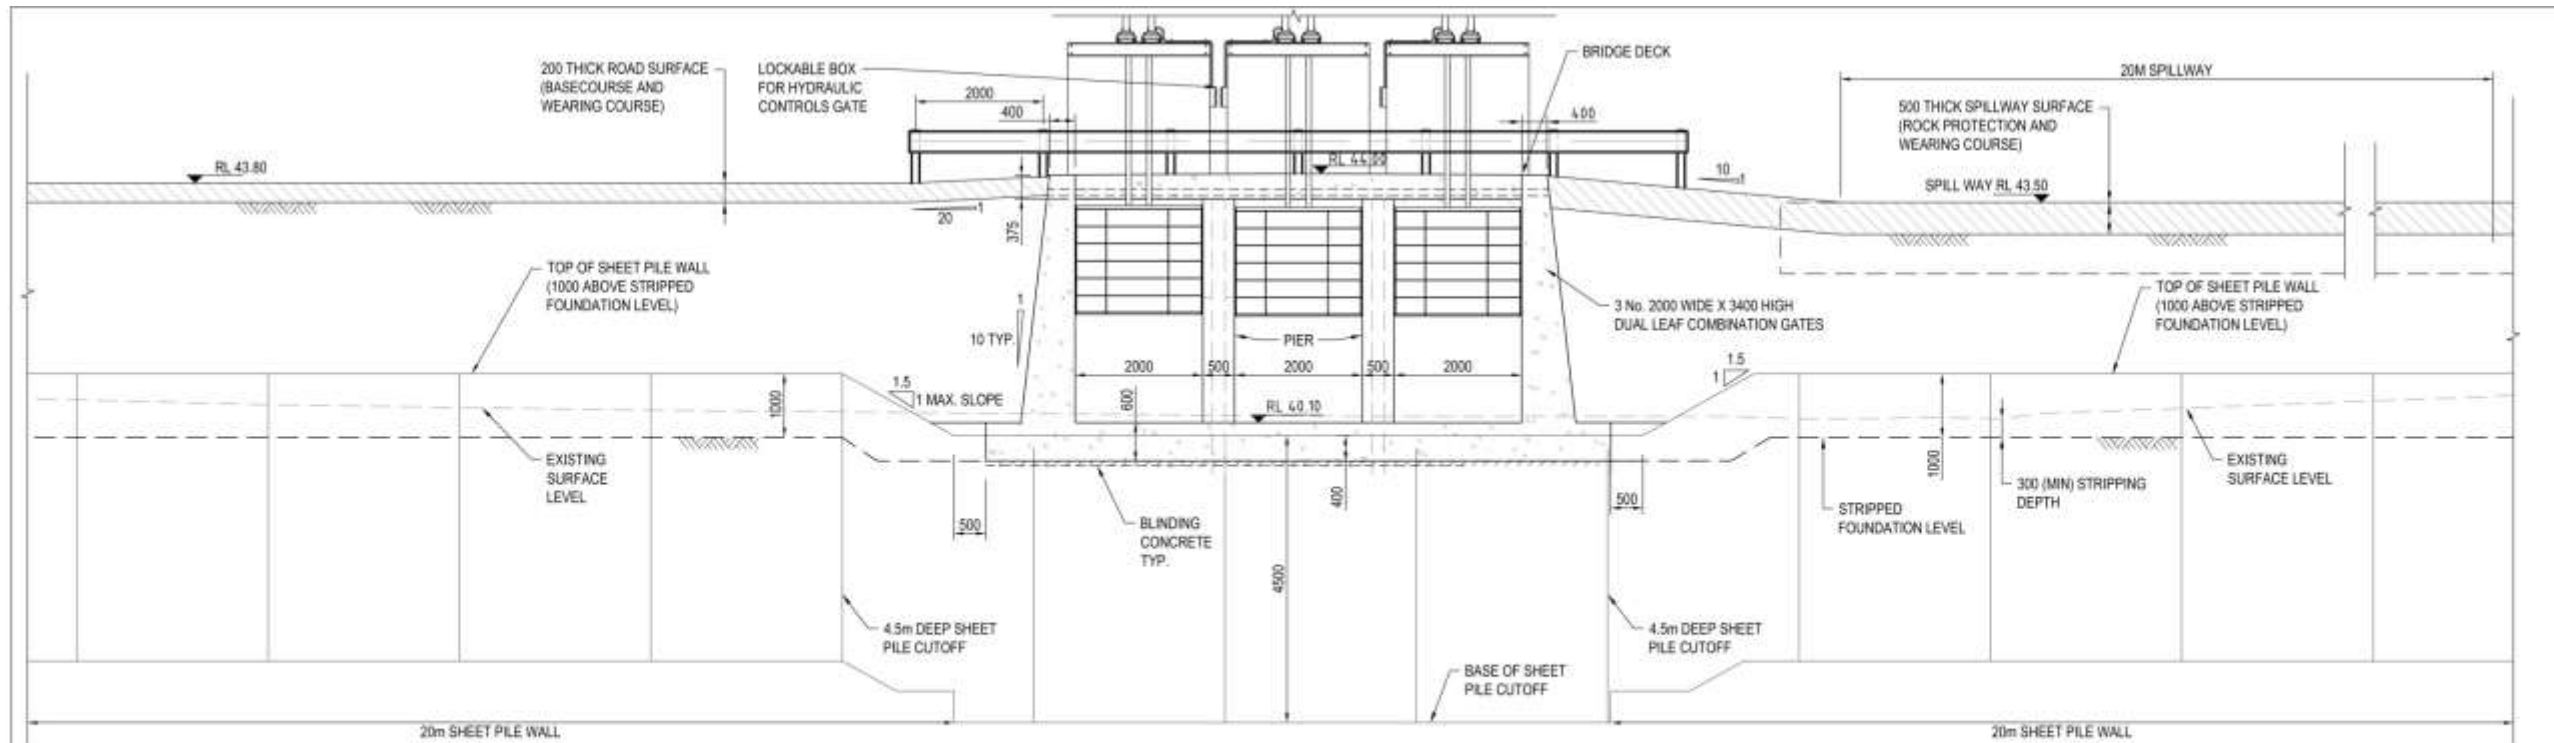 200 THICK ROAD SURFACE
(BASECOURSE AND
WEARING COURSE)
LOCKABLE BOX
FOR HYDRAULIC
CONTROLS GATE
BRIDGE DECK
20M SPILLWAY
500 THICK SPILLWAY SURFACE
(ROCK PROTECTION AND
WEARING COURSE)
2000
400
400
RL 43.80
RL 44.00
10
1
SPILL WAY RL 43.50
20
1
375
TOP OF SHEET PILE WALL
(1000 ABOVE STRIPPED
FOUNDATION LEVEL)
1
10 TYP.
3 No. 2000 WIDE X 3400 HIGH
DUAL LEAF COMBINATION GATES
TOP OF SHEET PILE WALL
(1000 ABOVE STRIPPED
FOUNDATION LEVEL)
PIER
2000
500
2000
500
2000
1.5
1 MAX. SLOPE
1.5
1
1000
600
RL 40.10
1000
EXISTING
SURFACE
LEVEL
EXISTING
SURFACE LEVEL
300 (MIN) STRIPPING
DEPTH
STRIPPED
FOUNDATION LEVEL
500
400
500
BLINDING
CONCRETE
TYP.
4500
4.5m DEEP SHEET
PILE CUTOFF
4.5m DEEP SHEET
PILE CUTOFF
BASE OF SHEET
PILE CUTOFF
20m SHEET PILE WALL
20m SHEET PILE WALL